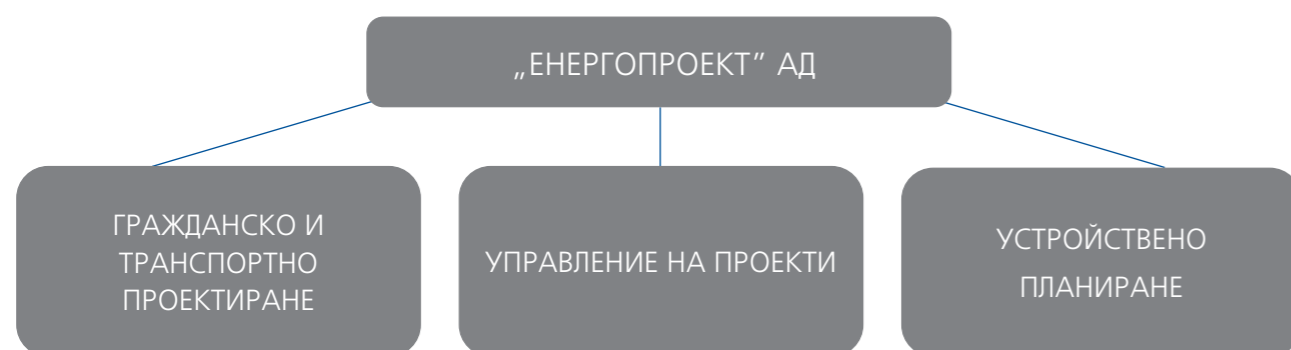 „ЕНЕРГОПРОЕКТ” АД
ГРАЖДАНСКО И
ТРАНСПОРТНО
ПРОЕКТИРАНЕ
УПРАВЛЕНИЕ НА ПРОЕКТИ
УСТРОЙСТВЕНО
ПЛАНИРАНЕ